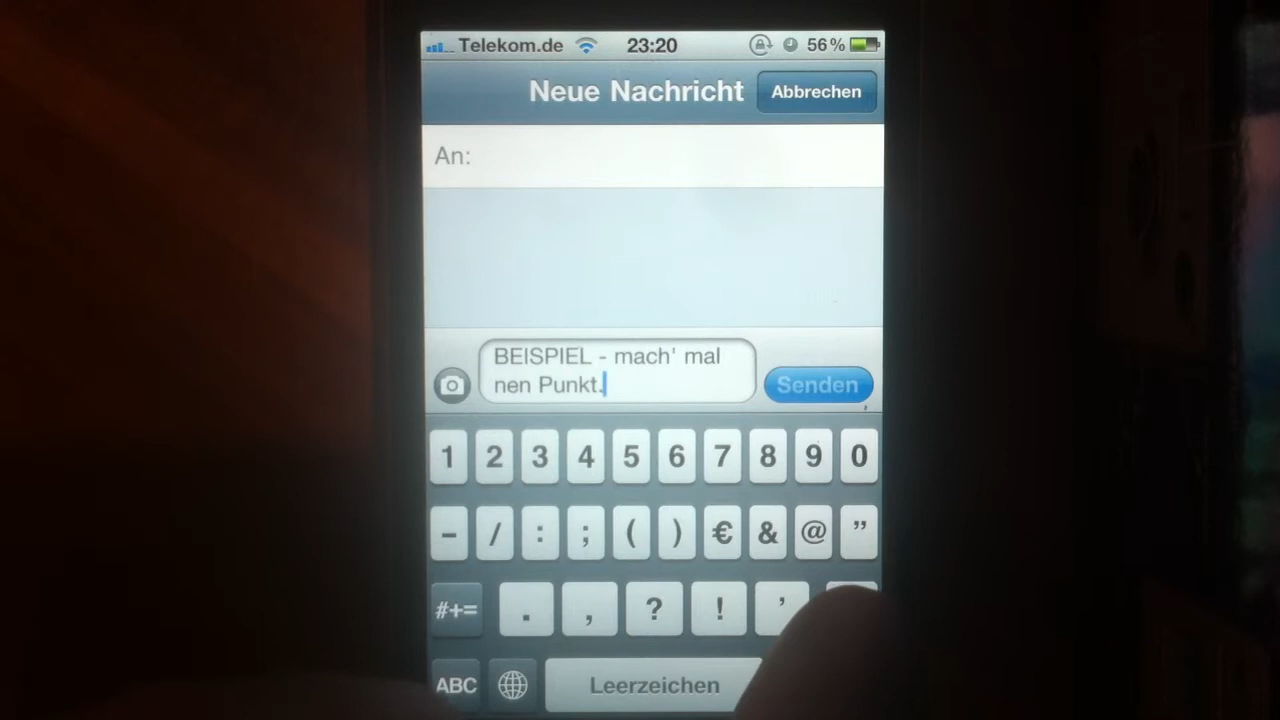 Telekom.de 23:20 56%
Neue Nachricht Abbrechen
An:
BEISPIEL - mach' mal
nen Punkt.
Senden
1 2 3 4 5 6 7 8 9 0
- / : ; ( ) € & @ ”
#+= . , ? ! ’
ABC Leerzeichen